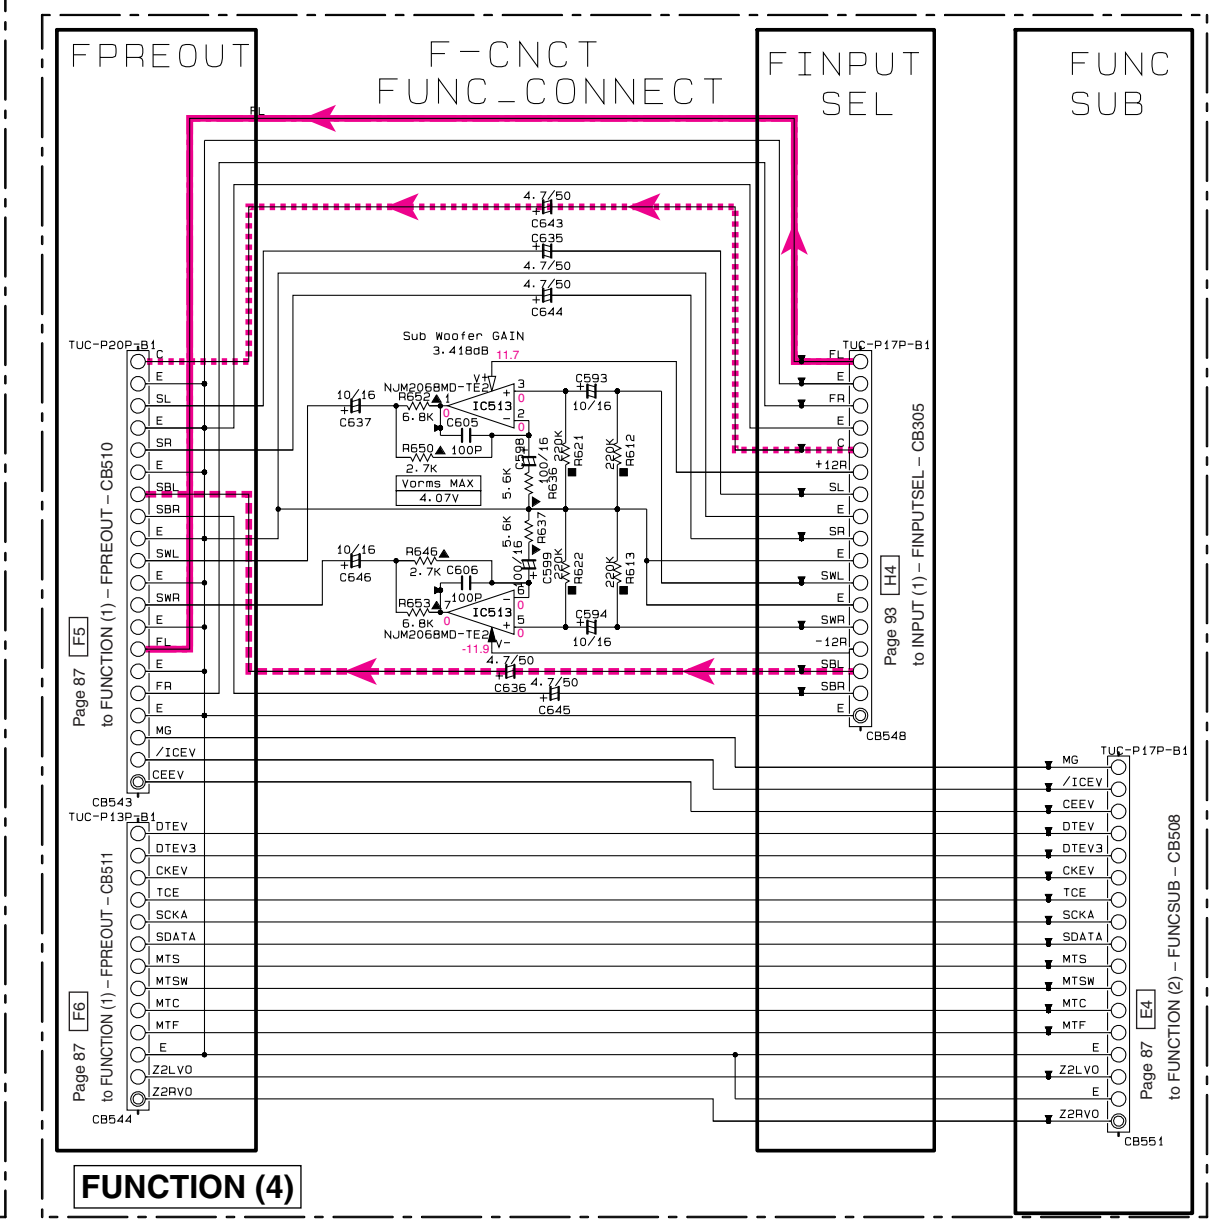 FPREOUT
F-CNCT
FUNC_CONNECT
FINPUT
SEL
FUNC
SUB
FL
4.7/50
C643
C635
4.7/50
4.7/50
C644
Sub Woofer GAIN
3.418dB
11.7
TUC-P20P-B1
C
E
SL
E
SR
E
SBL
SBR
E
SWL
E
SWR
E
FL
E
FR
E
MG
/ICEV
CEEV
CB543
Page 87 F5
to FUNCTION (1) – FPREOUT – CB510
V+
NJM2068MD-TE2
R652
6.8K
10/16
C637
1
0
3
0
2
0
IC513
C605
100P
R650
2.7K
Vorms MAX
4.07V
C598
100/16
5.6K
R636
C593
10/16
220K
R621
220K
R612
5.6K
R637
100/16
C599
220K
R622
220K
R613
10/16
C646
R646
2.7K
C606
100P
R653
6.8K
7
0
6
0
5
0
IC513
NJM2068MD-TE2
V-
-11.9
C594
10/16
4.7/50
C636
4.7/50
C645
TUC-P17P-B1
FL
E
FR
E
C
+12R
SL
E
SR
E
SWL
E
SWR
-12R
SBL
SBR
E
CB548
Page 93 H4
to INPUT (1) – FINPUTSEL – CB305
TUC-P13P-B1
DTEV
DTEV3
CKEV
TCE
SCKA
SDATA
MTS
MTSW
MTC
MTF
E
Z2LVO
Z2RVO
CB544
Page 87 F6
to FUNCTION (1) – FPREOUT – CB511
TUC-P17P-B1
MG
/ICEV
CEEV
DTEV
DTEV3
CKEV
TCE
SCKA
SDATA
MTS
MTSW
MTC
MTF
E
Z2LVO
E
Z2RVO
CB551
Page 87 E4
to FUNCTION (2) – FUNCSUB – CB508
FUNCTION (4)